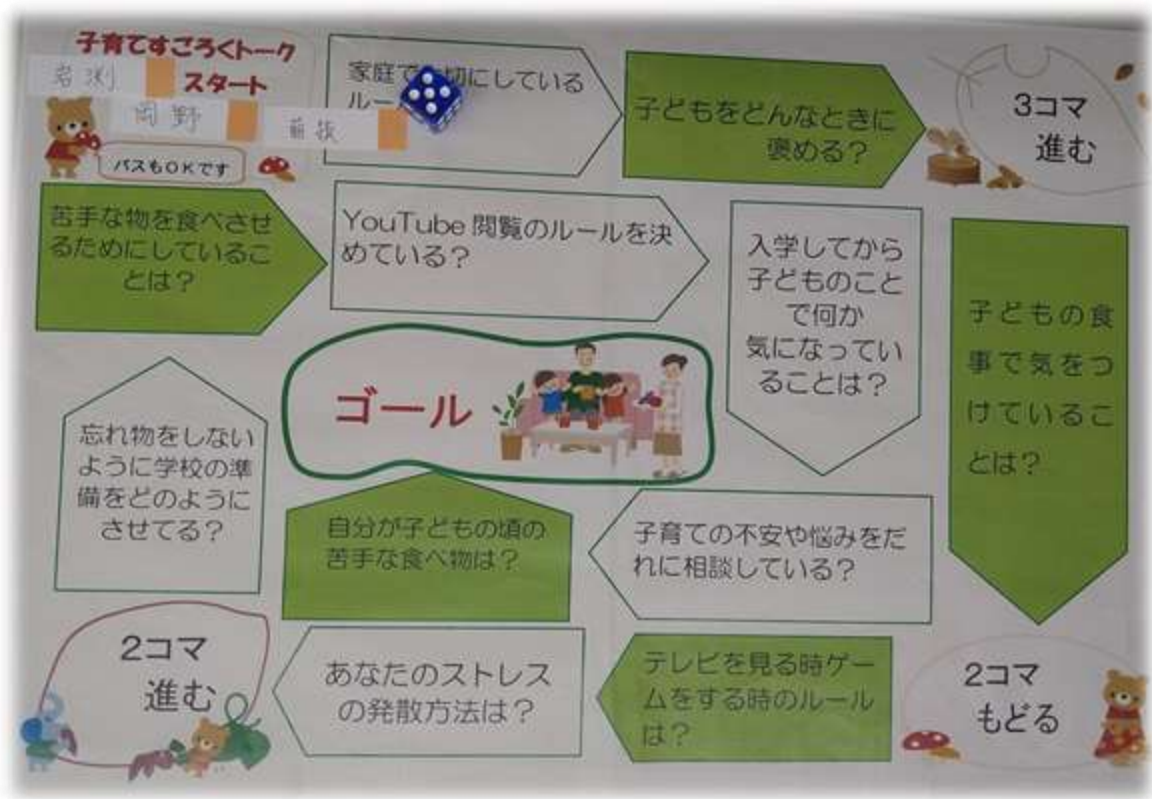 子育てすごろくトーク
スタート
岩渕
岡野
パスもOKです
家庭で 切にしている
ルー
子どもをどんなときに
褒める？
3コマ
進む
子どもの食
事で気をつ
けているこ
とは？
2コマ
もどる
テレビを見る時ゲー
ムをする時のルール
は？
あなたのストレス
の発散方法は？
2コマ
進む
忘れ物をしない
ように学校の準
備をどのように
させてる？
苦手な物を食べさせ
るためにしているこ
とは？
YouTube 閲覧のルールを決
めている？
入学してから
子どものこと
で何か
気になってい
ることは？
子育ての不安や悩みをだ
れに相談している？
自分が子どもの頃の
苦手な食べ物は？
ゴール